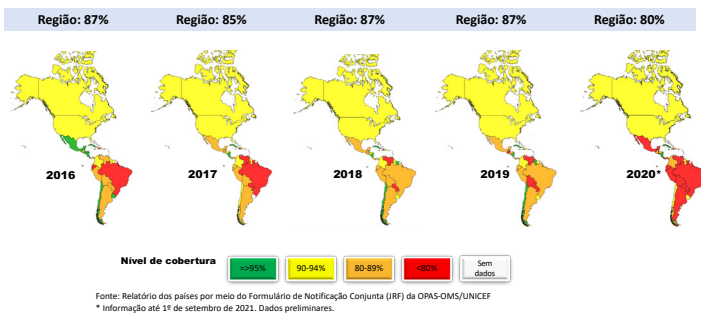 Região: 87% Região: 85% Região: 87% Região: 87% Região: 80%
2016 2017 2018 2019 2020*
Nível de cobertura =>95% 90-94% 80-89% <80% Sem dados
Fonte: Relatório dos países por meio do Formulário de Notificação Conjunta (JRF) da OPAS-OMS/UNICEF
* Informação até 1º de setembro de 2021. Dados preliminares.